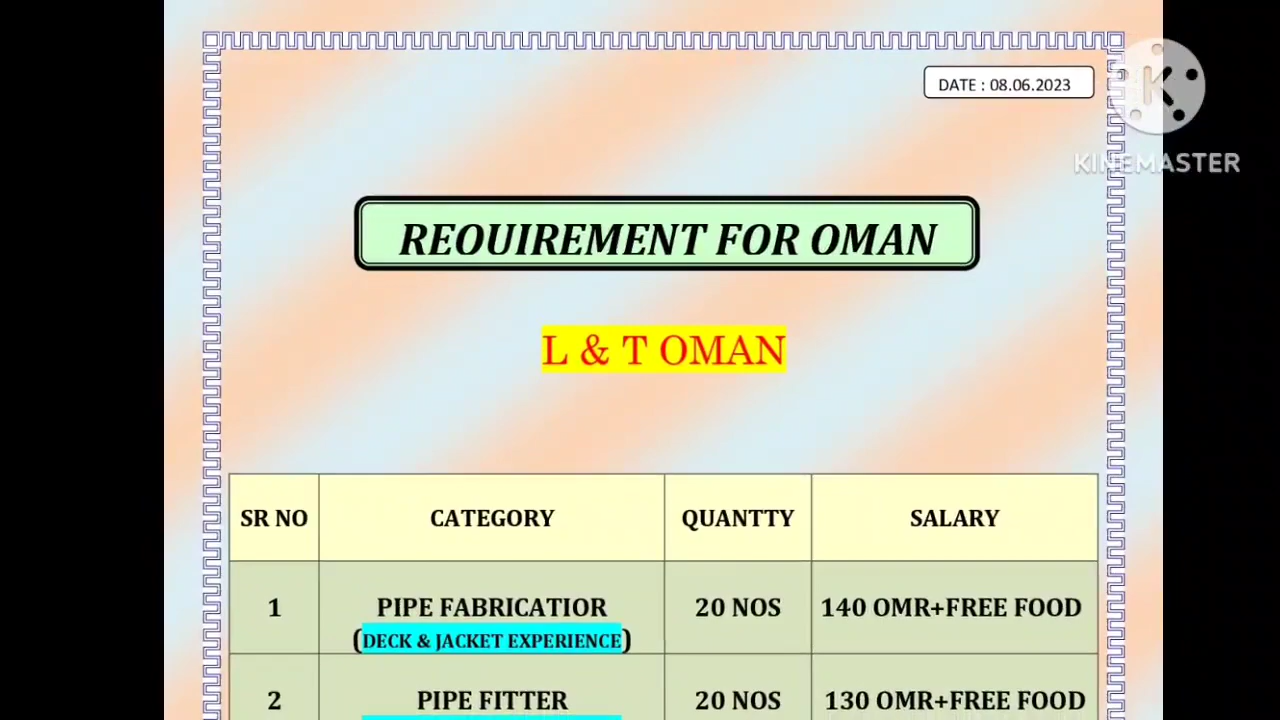 DATE : 08.06.2023
K
KINEMASTER
REQUIREMENT FOR OMAN
L & T OMAN
SR NO CATEGORY QUANTTY SALARY
1 PIPE FABRICATIOR 20 NOS 140 OMR+FREE FOOD
(DECK & JACKET EXPERIENCE)
2 PIPE FITTER 20 NOS 130 OMR+FREE FOOD